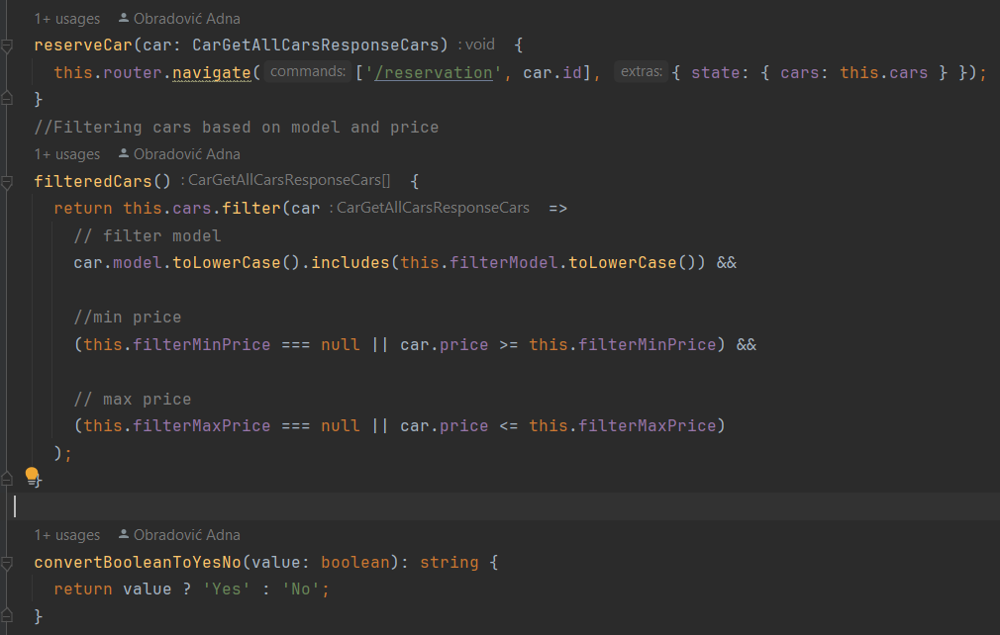 1+ usages Obradović Adna
reserveCar(car: CarGetAllCarsResponseCars) : void {
this.router.navigate( commands: ['/reservation', car.id], extras: { state: { cars: this.cars } });
}
//Filtering cars based on model and price
1+ usages Obradović Adna
filteredCars() : CarGetAllCarsResponseCars[] {
return this.cars.filter(car : CarGetAllCarsResponseCars =>
// filter model
car.model.toLowerCase().includes(this.filterModel.toLowerCase()) &&
//min price
(this.filterMinPrice === null || car.price >= this.filterMinPrice) &&
// max price
(this.filterMaxPrice === null || car.price <= this.filterMaxPrice)
);
}
1+ usages Obradović Adna
convertBooleanToYesNo(value: boolean): string {
return value ? 'Yes' : 'No';
}